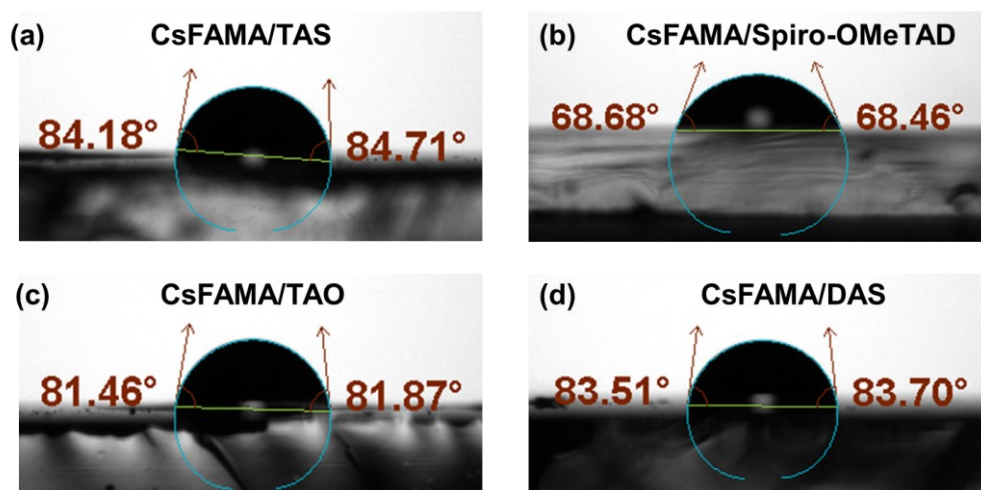 (a) CsFAMA/TAS
84.18° 84.71°
(b) CsFAMA/Spiro-OMeTAD
68.68° 68.46°
(c) CsFAMA/TAO
81.46° 81.87°
(d) CsFAMA/DAS
83.51° 83.70°